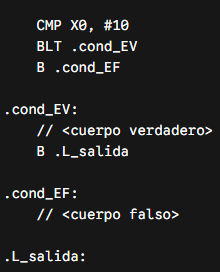 CMP X0, #10
BLT .cond_EV
B .cond_EF
.cond_EV:
// <cuerpo verdadero>
B .L_salida
.cond_EF:
// <cuerpo falso>
.L_salida: